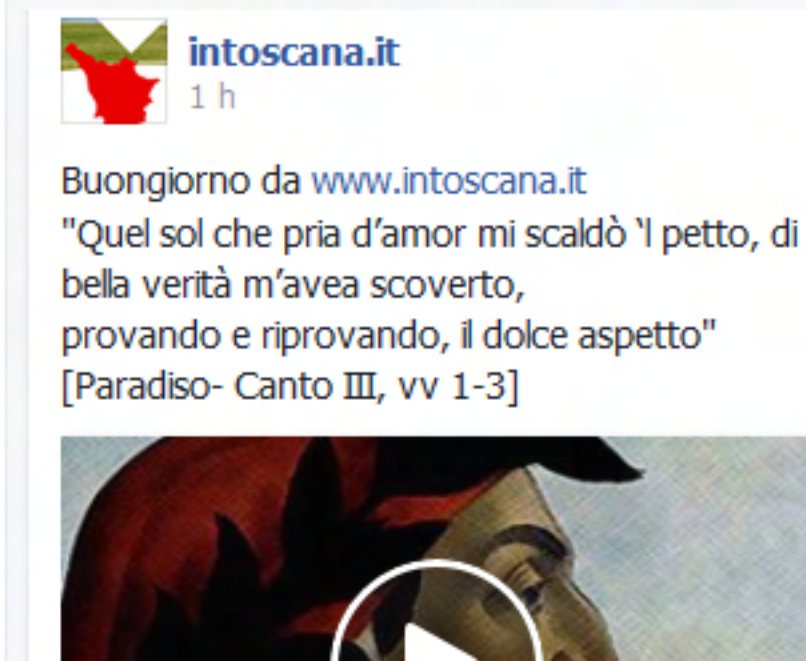 intoscana.it
1 h
Buongiorno da www.intoscana.it
"Quel sol che pria d’amor mi scaldò ‵l petto, di
bella verità m’avea scoverto,
provando e riprovando, il dolce aspetto"
[Paradiso- Canto III, vv 1-3]